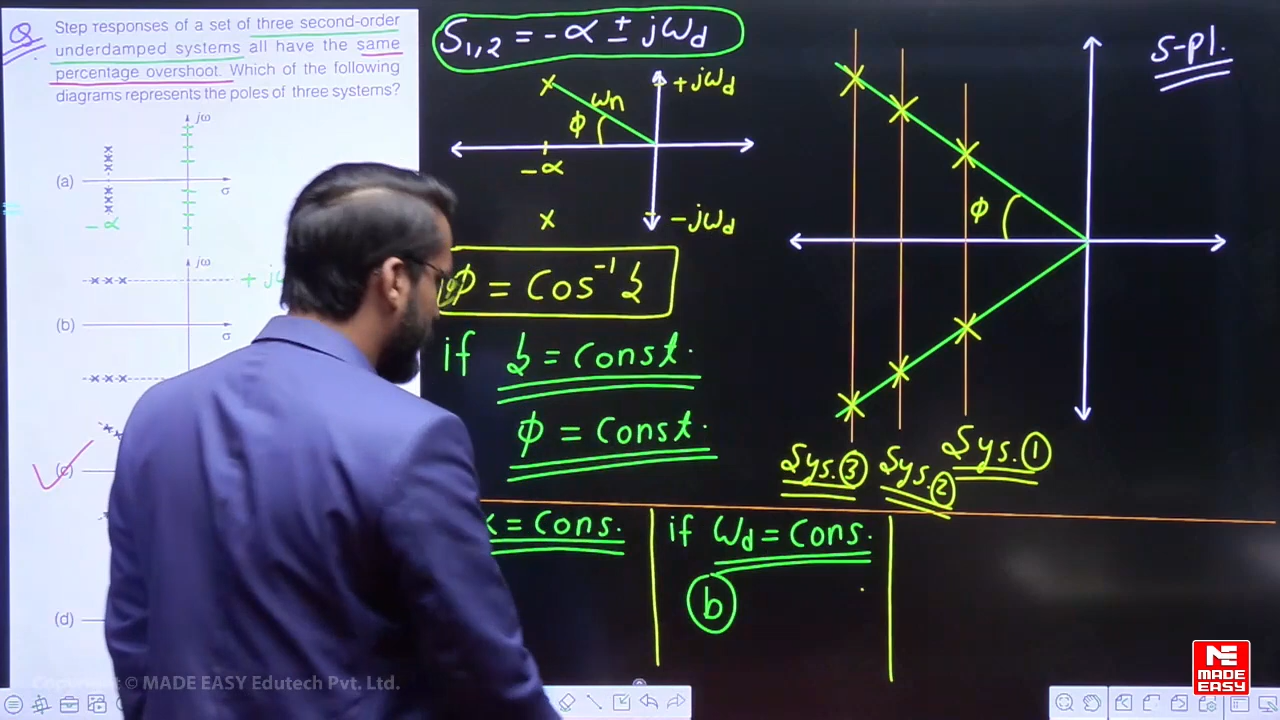 Q
Step responses of a set of three second-order
underdamped systems all have the same
percentage overshoot. Which of the following
diagrams represents the poles of three systems?
jω
(a)
σ
-α
jω
(b)
σ
(c)
(d)
S1,2 = -α ± jωd
+jωd
ωn
ϕ
-α
-jωd
ϕ = Cos⁻¹ ξ
if ξ = Const.
ϕ = Const.
s-pl.
ϕ
Sys. ③ Sys. ② Sys. ①
= Cons.
if ωd = Cons.
b
© MADE EASY Edutech Pvt. Ltd.
MADE
EASY